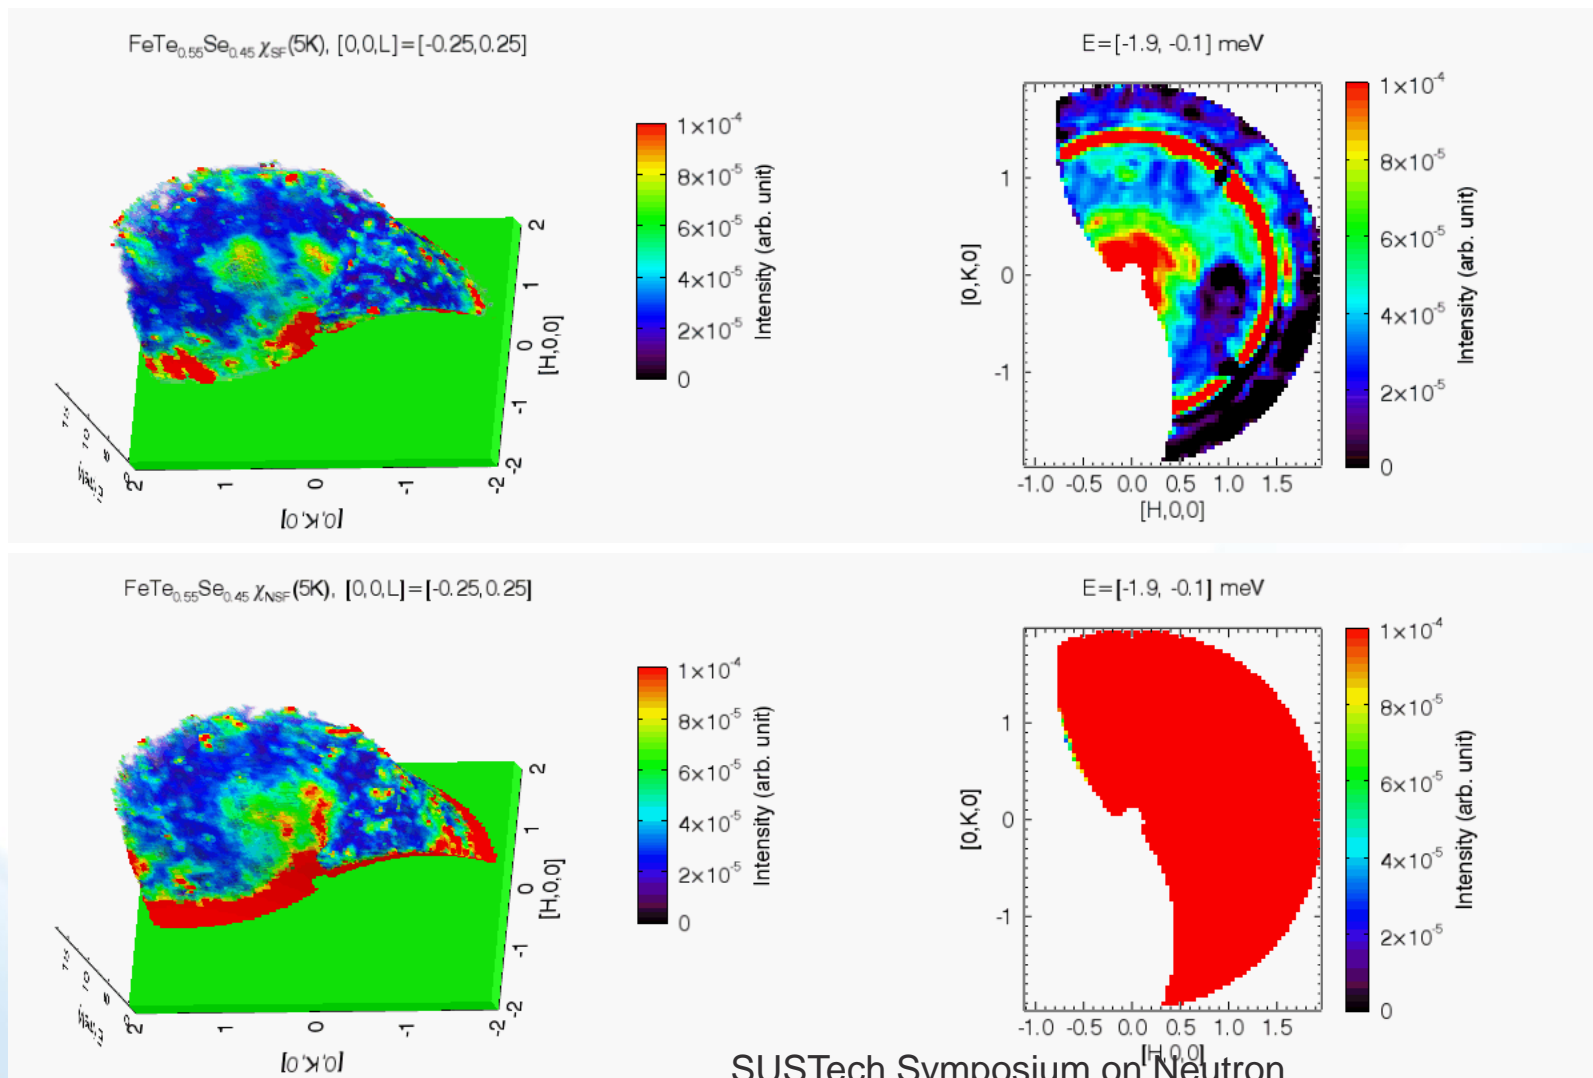 FeTe0.55Se0.45 χSF(5K), [0,0,L]=[-0.25,0.25]
E=[-1.9, -0.1] meV
1×10-4
8×10-5
6×10-5
4×10-5
2×10-5
0
Intensity (arb. unit)
2
1
0
-1
-2
[H,0,0]
2
1
0
-1
-2
[0,K,0]
1
0
-1
[0,K,0]
-1.0 -0.5 0.0 0.5 1.0 1.5
[H,0,0]
1×10-4
8×10-5
6×10-5
4×10-5
2×10-5
0
Intensity (arb. unit)
FeTe0.55Se0.45 χNSF(5K), [0,0,L]=[-0.25,0.25]
E=[-1.9, -0.1] meV
1×10-4
8×10-5
6×10-5
4×10-5
2×10-5
0
Intensity (arb. unit)
2
1
0
-1
-2
[H,0,0]
2
1
0
-1
-2
[0,K,0]
1
0
-1
[0,K,0]
-1.0 -0.5 0.0 0.5 1.0 1.5
[H,0,0]
1×10-4
8×10-5
6×10-5
4×10-5
2×10-5
0
Intensity (arb. unit)
SUSTech Symposium on Neutron